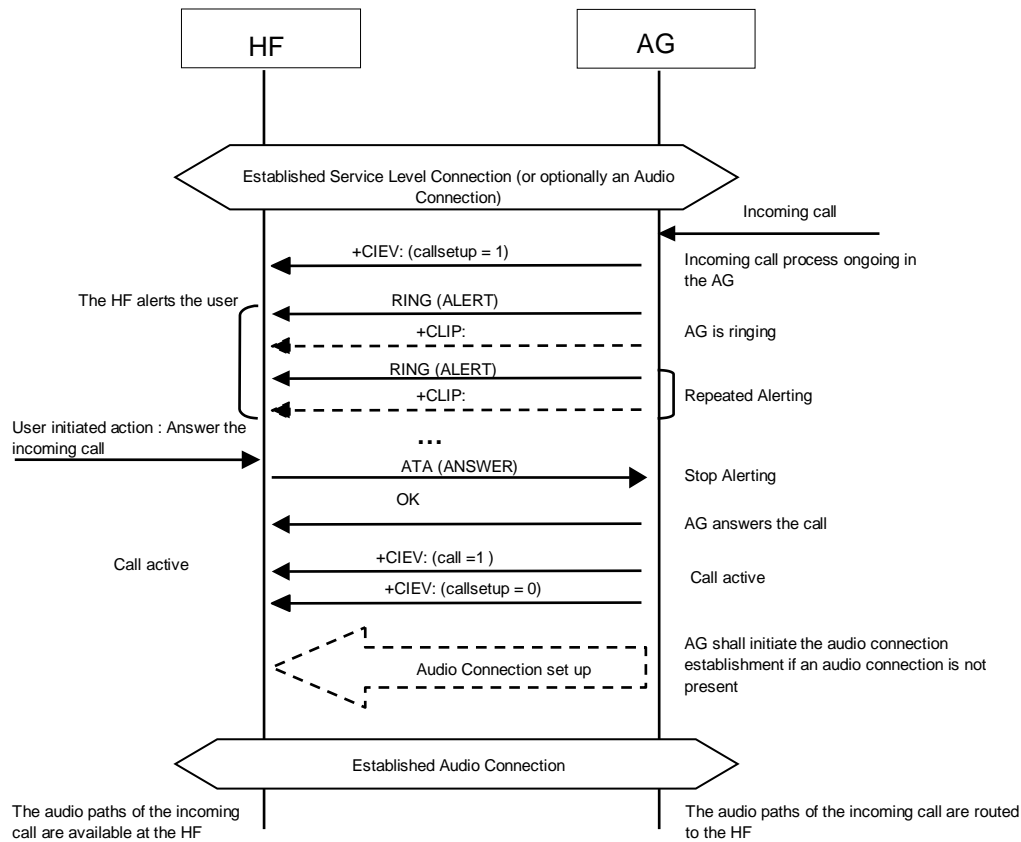 HF
AG
Established Service Level Connection (or optionally an Audio
Connection)
Incoming call
+CIEV: (callsetup = 1)
Incoming call process ongoing in
the AG
The HF alerts the user
RING (ALERT)
+CLIP:
AG is ringing
RING (ALERT)
+CLIP:
Repeated Alerting
User initiated action : Answer the
incoming call
...
ATA (ANSWER)
Stop Alerting
OK
AG answers the call
Call active
+CIEV: (call =1 )
Call active
+CIEV: (callsetup = 0)
AG shall initiate the audio connection
establishment if an audio connection is not
present
Audio Connection set up
Established Audio Connection
The audio paths of the incoming
call are available at the HF
The audio paths of the incoming call are routed
to the HF